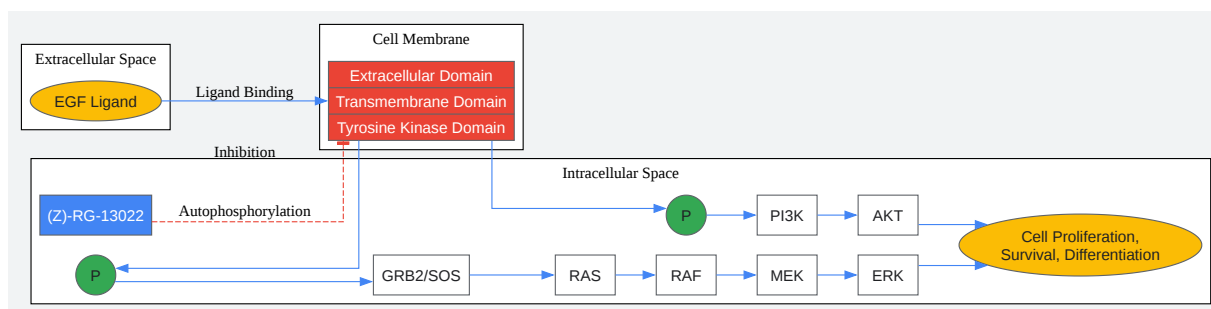 Cell Membrane
Extracellular Space
Extracellular Domain
EGF Ligand
Ligand Binding
Transmembrane Domain
Tyrosine Kinase Domain
Inhibition
Intracellular Space
(Z)-RG-13022
Autophosphorylation
P
PI3K
AKT
Cell Proliferation,
Survival, Differentiation
P
GRB2/SOS
RAS
RAF
MEK
ERK